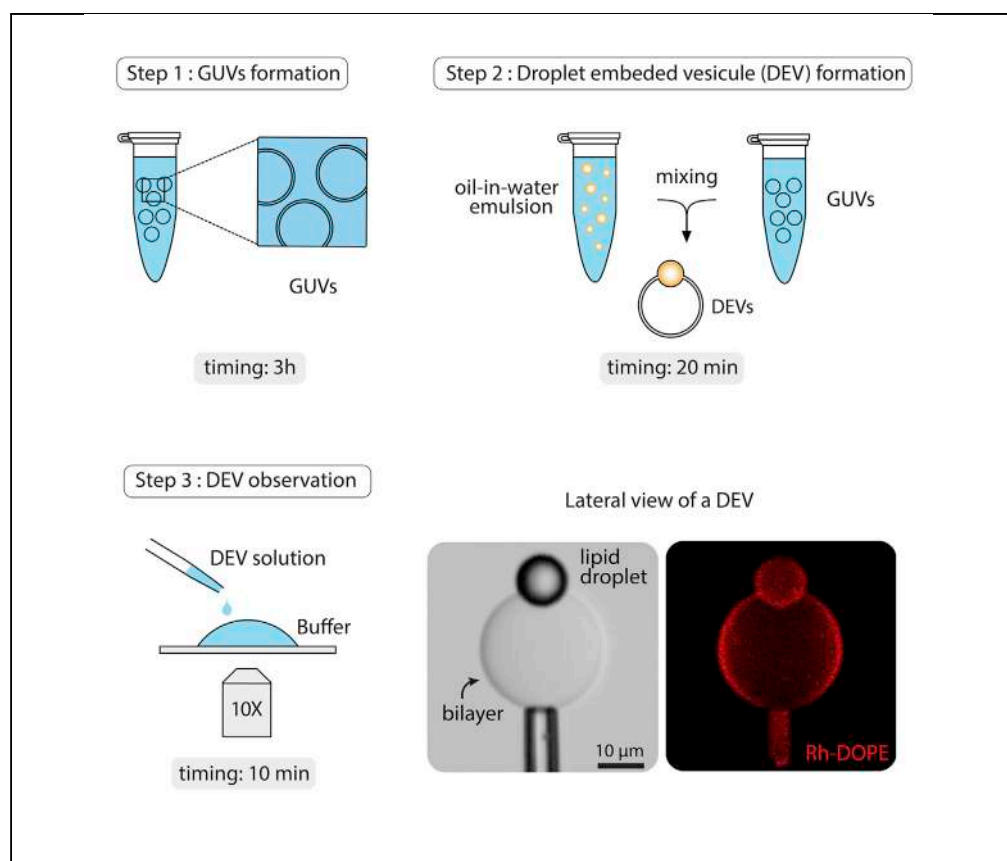 Step 1 : GUVs formation
GUVs
timing: 3h
Step 2 : Droplet embeded vesicule (DEV) formation
oil-in-water
emulsion
mixing
GUVs
DEVs
timing: 20 min
Step 3 : DEV observation
DEV solution
Buffer
10X
timing: 10 min
Lateral view of a DEV
lipid
droplet
bilayer
10 μm
Rh-DOPE